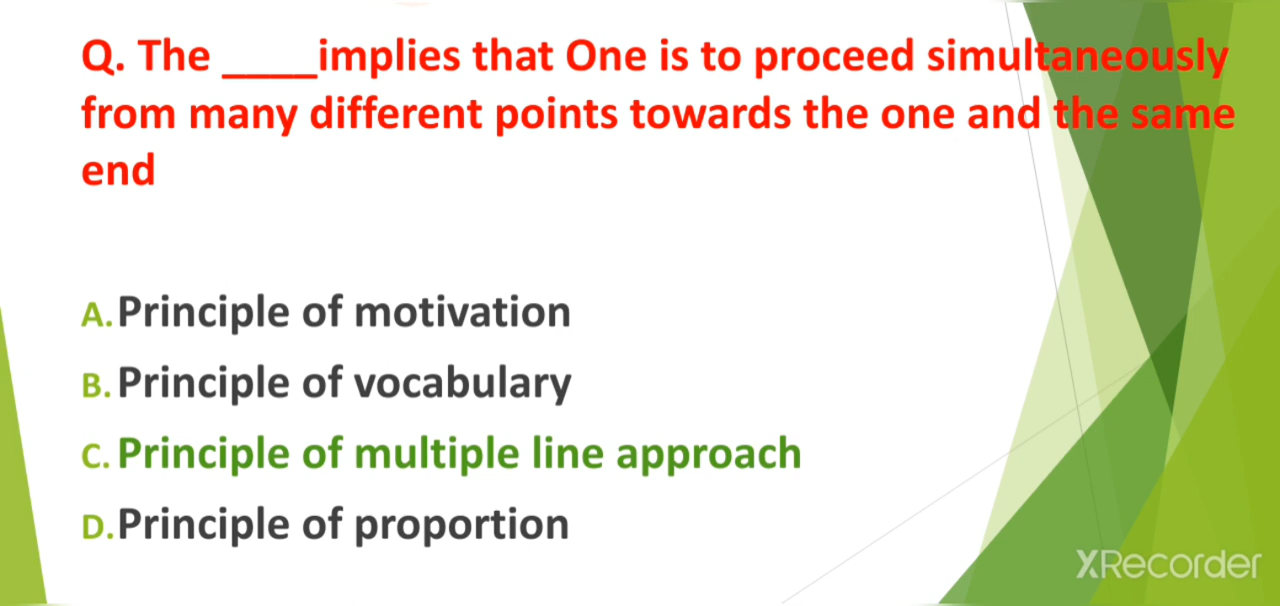 Q. The ____implies that One is to proceed simultaneously
from many different points towards the one and the same
end
A. Principle of motivation
B. Principle of vocabulary
C. Principle of multiple line approach
D. Principle of proportion
XRecorder